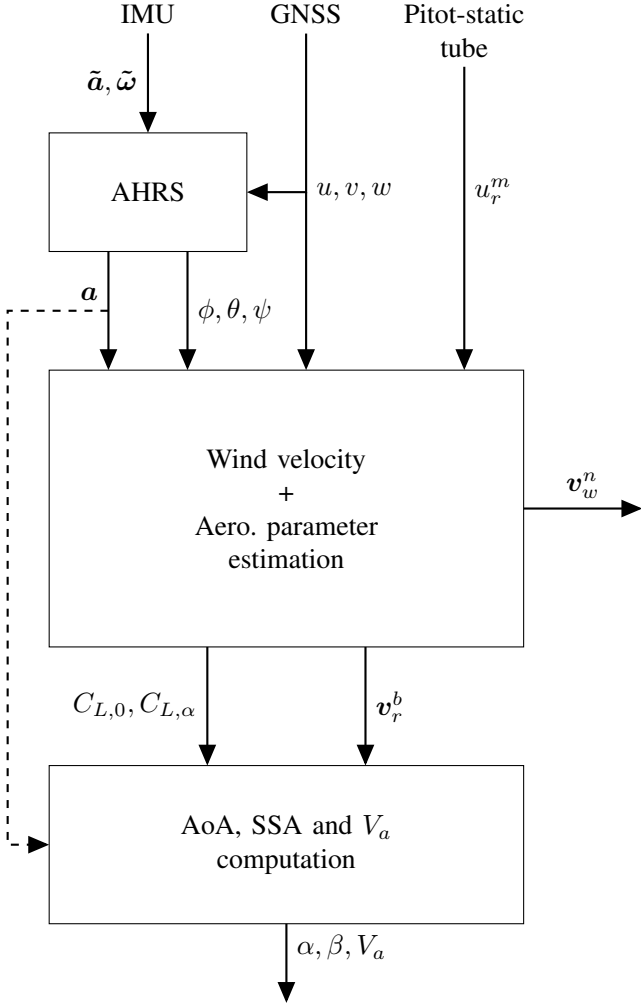 IMU
GNSS
Pitot-static
tube
ã, ω̃
AHRS
u, v, w
u_r^m
a
ϕ, θ, ψ
Wind velocity
+
Aero. parameter
estimation
v_w^n
C_{L,0}, C_{L,α}
v_r^b
AoA, SSA and V_a
computation
α, β, V_a